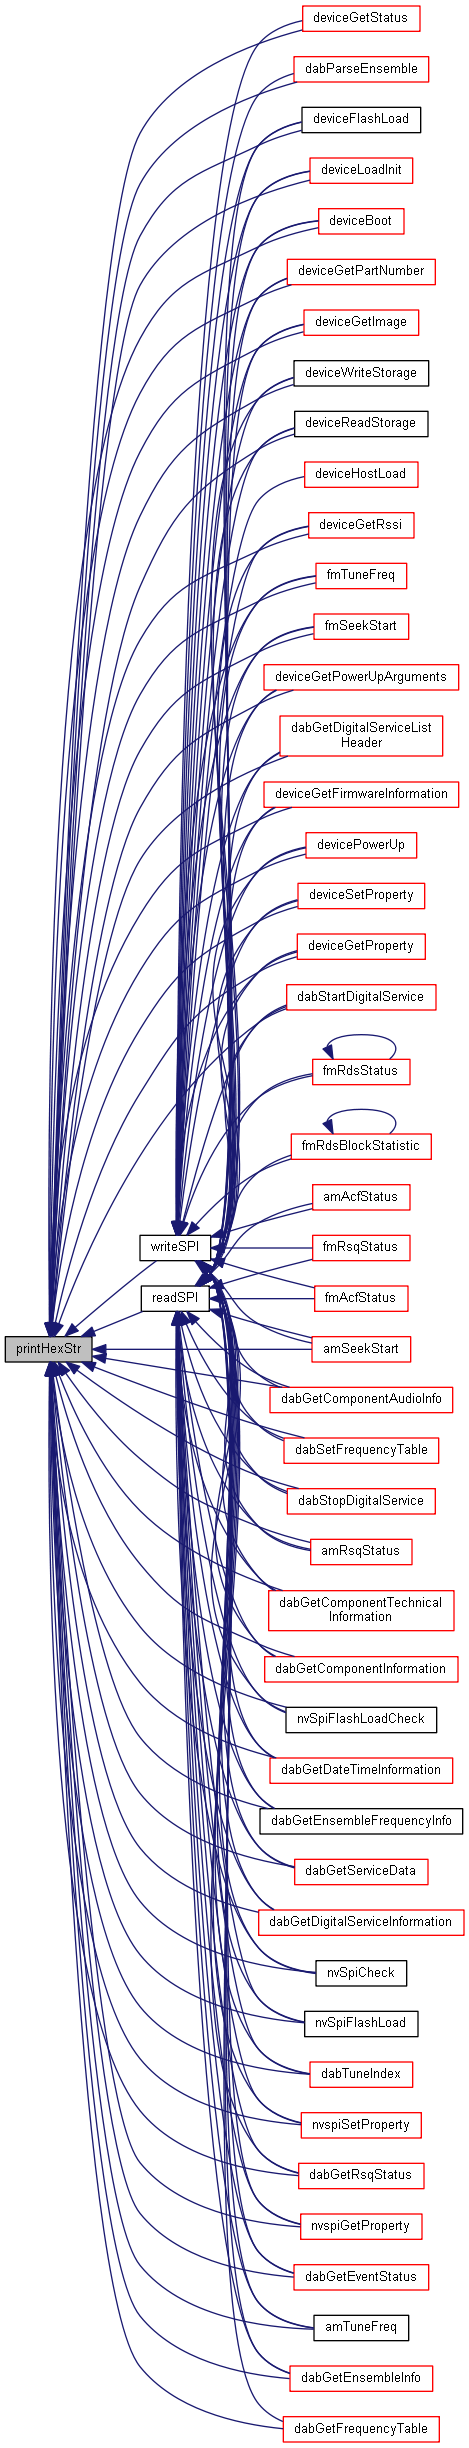 deviceGetStatus
dabParseEnsemble
deviceFlashLoad
deviceLoadInit
deviceBoot
deviceGetPartNumber
deviceGetImage
deviceWriteStorage
deviceReadStorage
deviceHostLoad
deviceGetRssi
fmTuneFreq
fmSeekStart
deviceGetPowerUpArguments
dabGetDigitalServiceList
Header
deviceGetFirmwareInformation
devicePowerUp
deviceSetProperty
deviceGetProperty
dabStartDigitalService
fmRdsStatus
fmRdsBlockStatistic
amAcfStatus
writeSPI
fmRsqStatus
readSPI
fmAcfStatus
printHexStr
amSeekStart
dabGetComponentAudioInfo
dabSetFrequencyTable
dabStopDigitalService
amRsqStatus
dabGetComponentTechnical
Information
dabGetComponentInformation
nvSpiFlashLoadCheck
dabGetDateTimeInformation
dabGetEnsembleFrequencyInfo
dabGetServiceData
dabGetDigitalServiceInformation
nvSpiCheck
nvSpiFlashLoad
dabTuneIndex
nvspiSetProperty
dabGetRsqStatus
nvspiGetProperty
dabGetEventStatus
amTuneFreq
dabGetEnsembleInfo
dabGetFrequencyTable